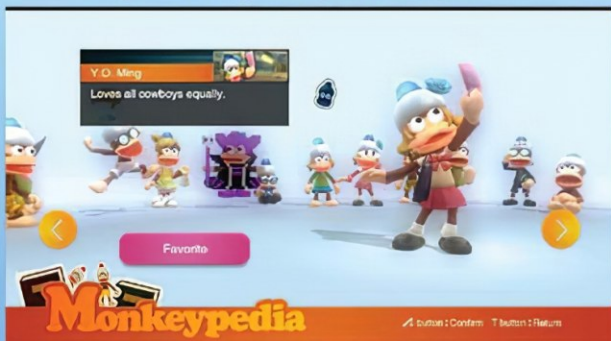 Y.O. Ming
Loves all cowboys equally.
Favorite
Monkeypedia
button : Confirm T button : Return